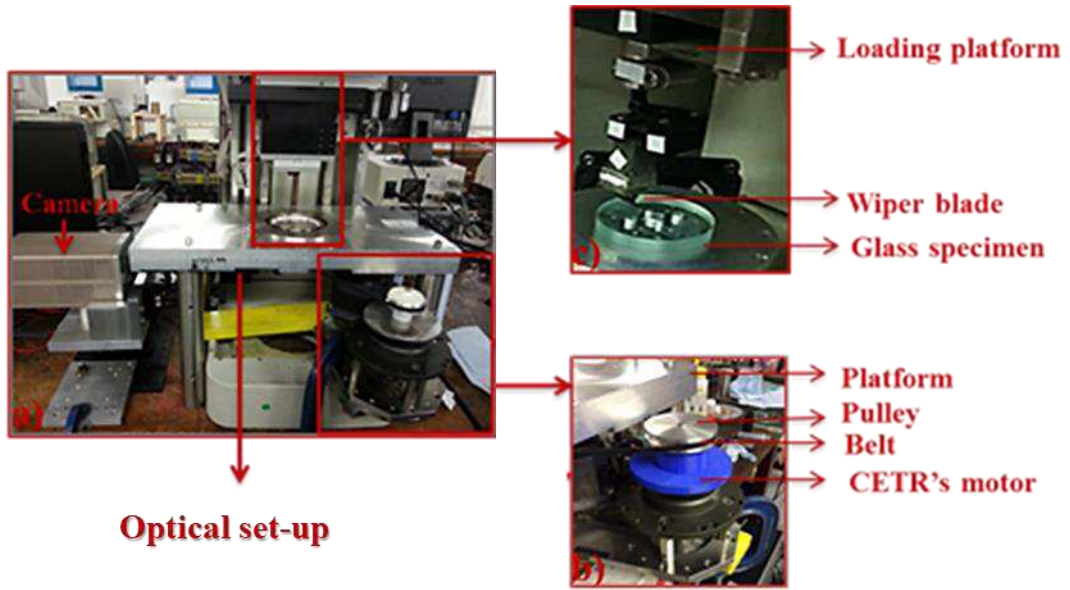 Loading platform
Camera
Wiper blade
Glass specimen
c)
a)
Platform
Pulley
Belt
CETR's motor
Optical set-up
b)